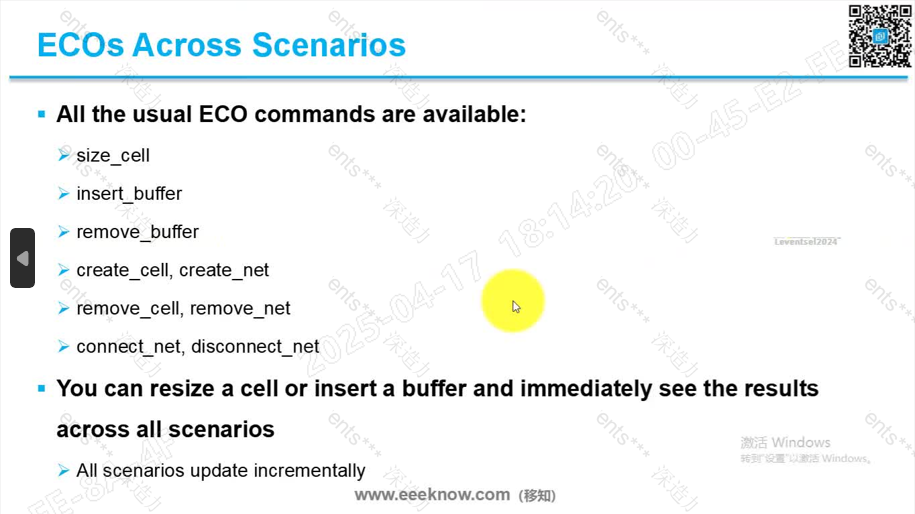 ECOs Across Scenarios
All the usual ECO commands are available:
size_cell
insert_buffer
remove_buffer
create_cell, create_net
remove_cell, remove_net
connect_net, disconnect_net
You can resize a cell or insert a buffer and immediately see the results
across all scenarios
All scenarios update incrementally
www.eeeknow.com（移知）
Leventsel2024
激活 Windows
转到"设置"以激活 Windows。
2025-04-17 18:14:20
00-45-E2-FE
ents***
深造